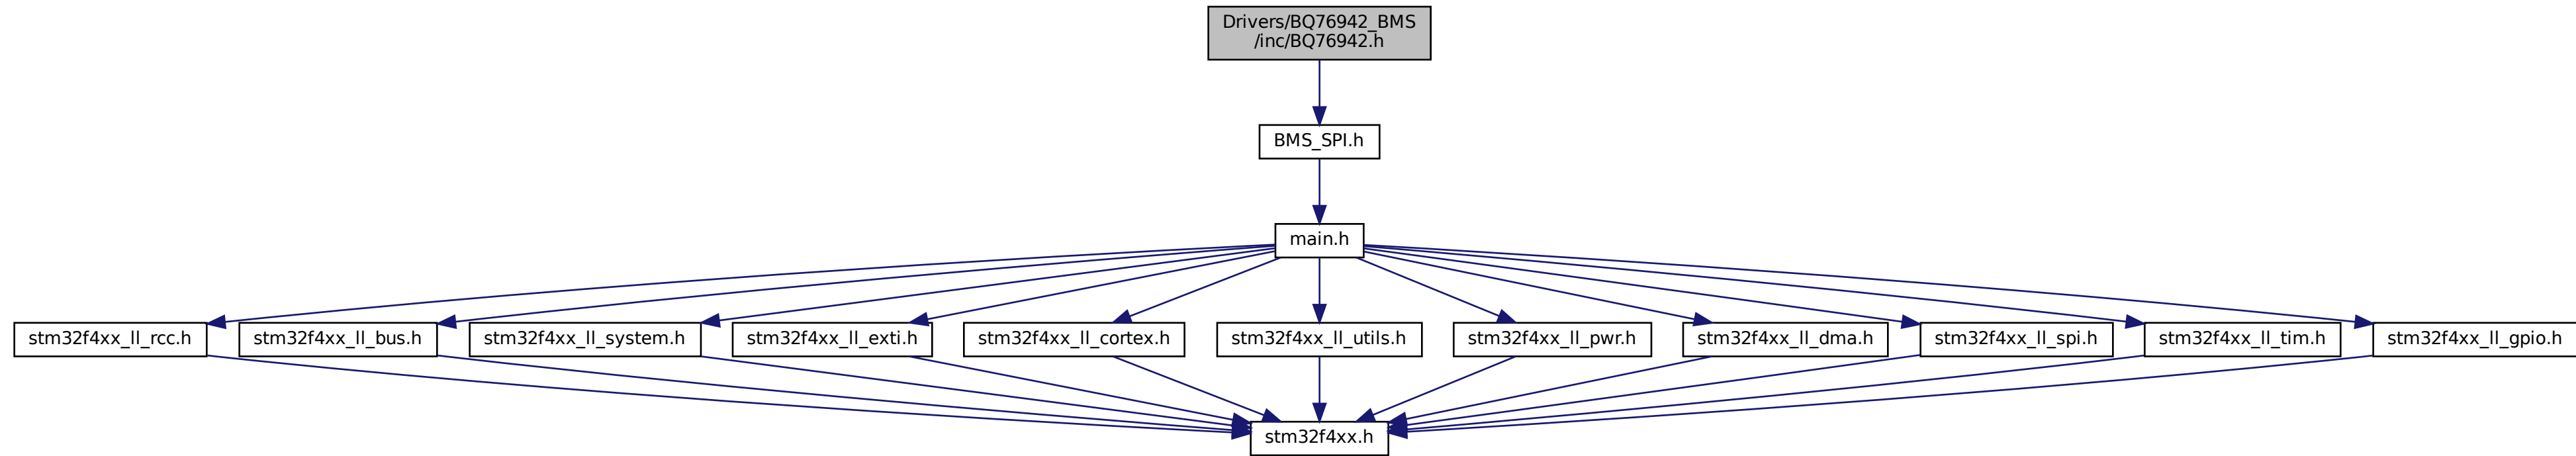 Drivers/BQ76942_BMS
/inc/BQ76942.h
BMS_SPI.h
main.h
stm32f4xx_ll_rcc.h
stm32f4xx_ll_bus.h
stm32f4xx_ll_system.h
stm32f4xx_ll_exti.h
stm32f4xx_ll_cortex.h
stm32f4xx_ll_utils.h
stm32f4xx_ll_pwr.h
stm32f4xx_ll_dma.h
stm32f4xx_ll_spi.h
stm32f4xx_ll_tim.h
stm32f4xx_ll_gpio.h
stm32f4xx.h